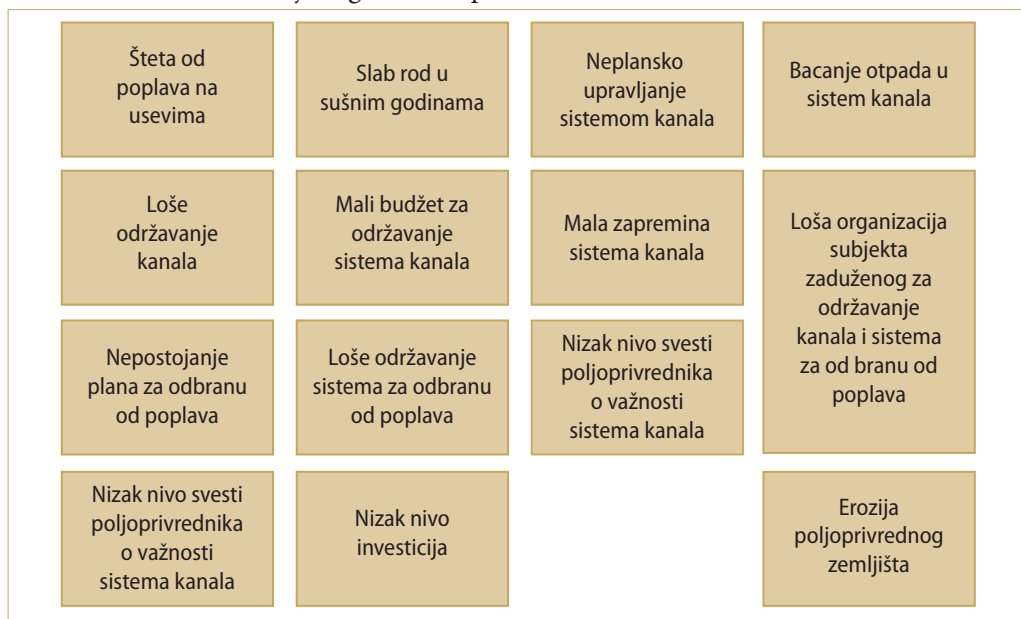 Šteta od
poplava na
usevima
Slab rod u
sušnim godinama
Neplansko
upravljanje
sistemom kanala
Bacanje otpada u
sistem kanala
Loše
održavanje
kanala
Mali budžet za
održavanje
sistema kanala
Mala zapremina
sistema kanala
Loša organizacija
subjekta
zaduženog za
održavanje
kanala i sistema
za od branu od
poplava
Nepostojanje
plana za odbranu
od poplava
Loše održavanje
sistema za odbranu
od poplava
Nizak nivo svesti
poljoprivrednika
o važnosti
sistema kanala
Nizak nivo svesti
poljoprivrednika
o važnosti
sistema kanala
Nizak nivo
investicija
Erozija
poljoprivrednog
zemljišta